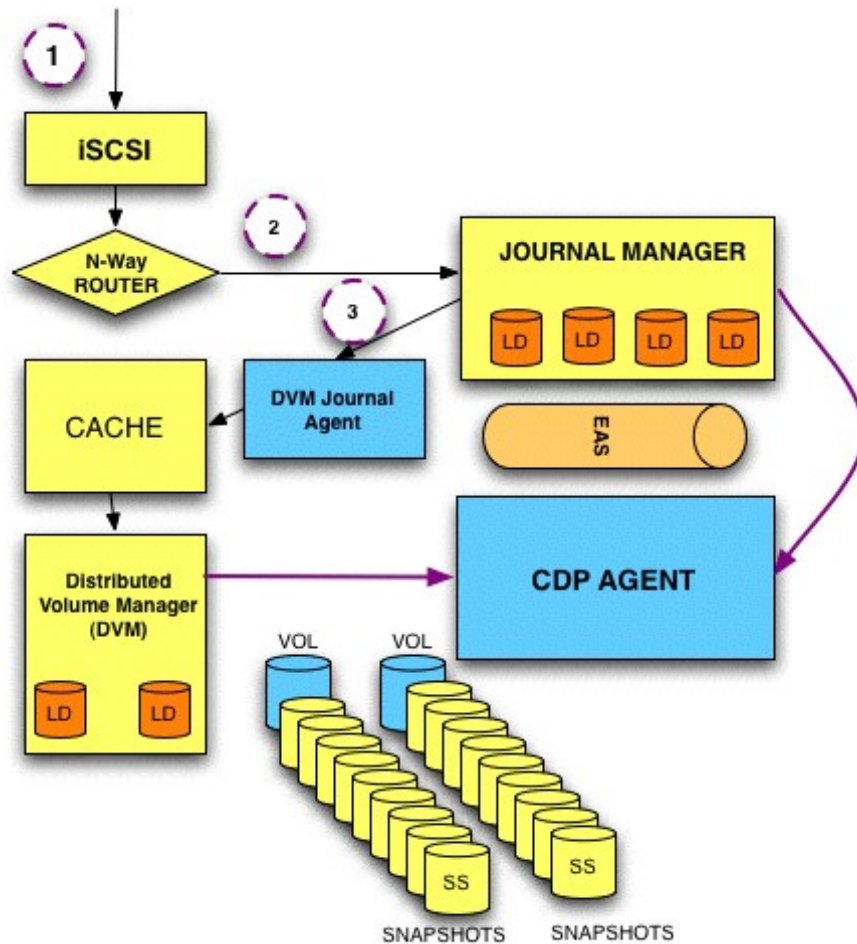 1
iSCSI
2
N-Way
ROUTER
JOURNAL MANAGER
LD
LD
LD
LD
3
DVM Journal
Agent
CACHE
EAS
Distributed
Volume Manager
(DVM)
LD
LD
CDP AGENT
VOL
VOL
SS
SS
SNAPSHOTS
SNAPSHOTS